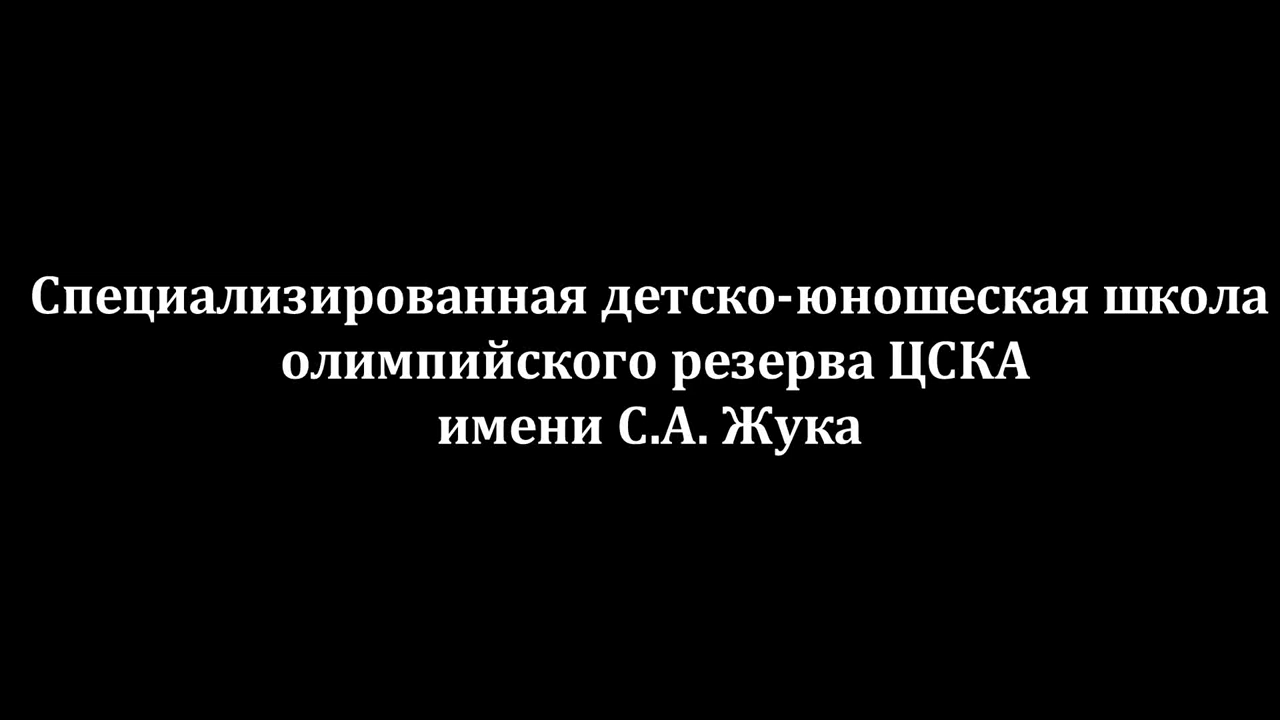 Специализированная детско-юношеская школа
олимпийского резерва ЦСКА
имени С.А. Жука